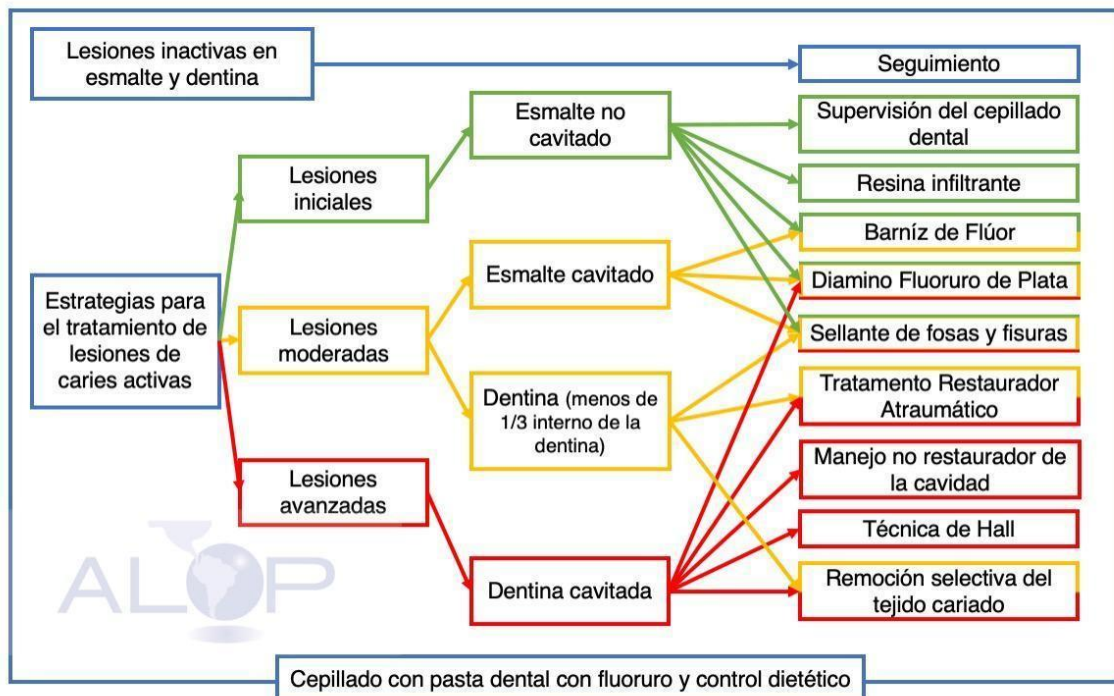 Lesiones inactivas en
esmalte y dentina
Seguimiento
Esmalte no
cavitado
Supervisión del cepillado
dental
Lesiones
iniciales
Resina infiltrante
Barníz de Flúor
Esmalte cavitado
Diamino Fluoruro de Plata
Estrategias para
el tratamiento de
lesiones de
caries activas
Lesiones
moderadas
Sellante de fosas y fisuras
Dentina (menos de
1/3 interno de la
dentina)
Tratamento Restaurador
Atraumático
Lesiones
avanzadas
Manejo no restaurador de
la cavidad
Técnica de Hall
Dentina cavitada
Remoción selectiva del
tejido cariado
ALOP
Cepillado con pasta dental con fluoruro y control dietético